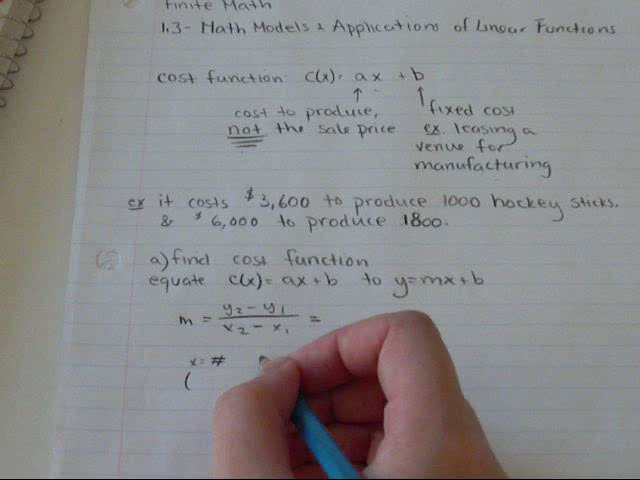 Finite Math
1.3- Math Models & Applications of Linear Functions
cost function: C(x)= ax + b
cost to produce, not the sale price
fixed cost ex. leasing a venue for manufacturing
ex it costs $3,600 to produce 1000 hockey sticks.
& $6,000 to produce 1800.
a) find cost function
equate C(x)= ax+b to y=mx+b
m = y₂ - y₁ / x₂ - x₁ =
x= #
(